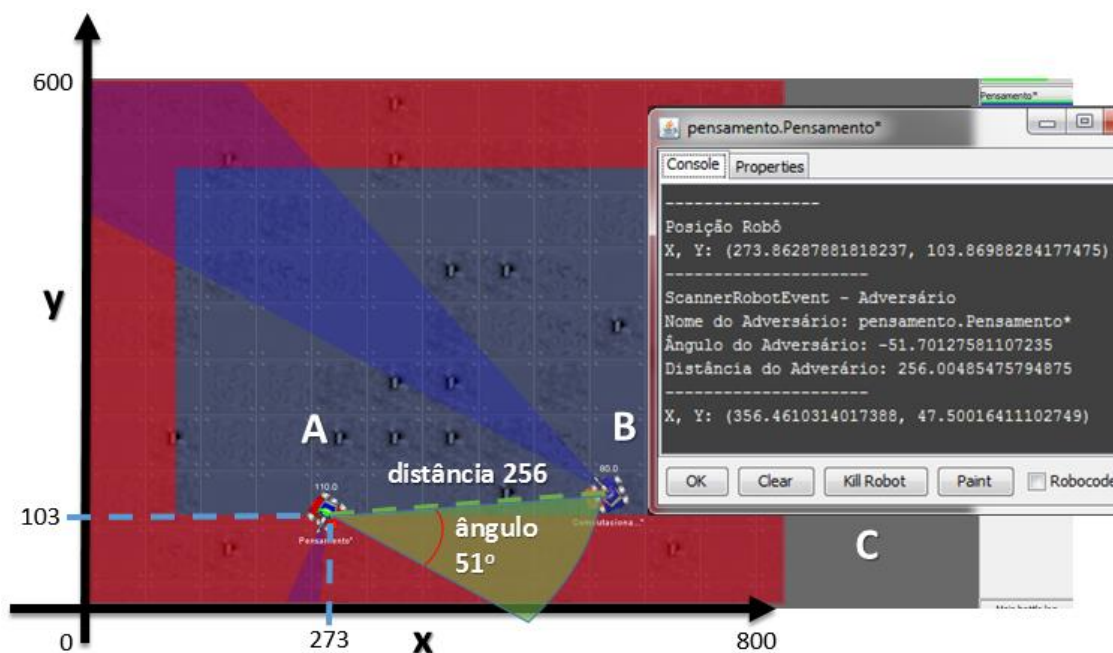 600
y
103
0
273
x
800
A
B
C
distância 256
ângulo
51º
110.0
Pensamento*
80.0
Computaciona...*
Pensamento*
pensamento.Pensamento*
Console
Properties
----------------
Posição Robô
X, Y: (273.86287881818237, 103.86988284177475)
---------------------
ScannerRobotEvent - Adversário
Nome do Adversário: pensamento.Pensamento*
Ângulo do Adversário: -51.70127581107235
Distância do Adverário: 256.00485475794875
---------------------
X, Y: (356.4610314017388, 47.50016411102749)
OK
Clear
Kill Robot
Paint
Robocode